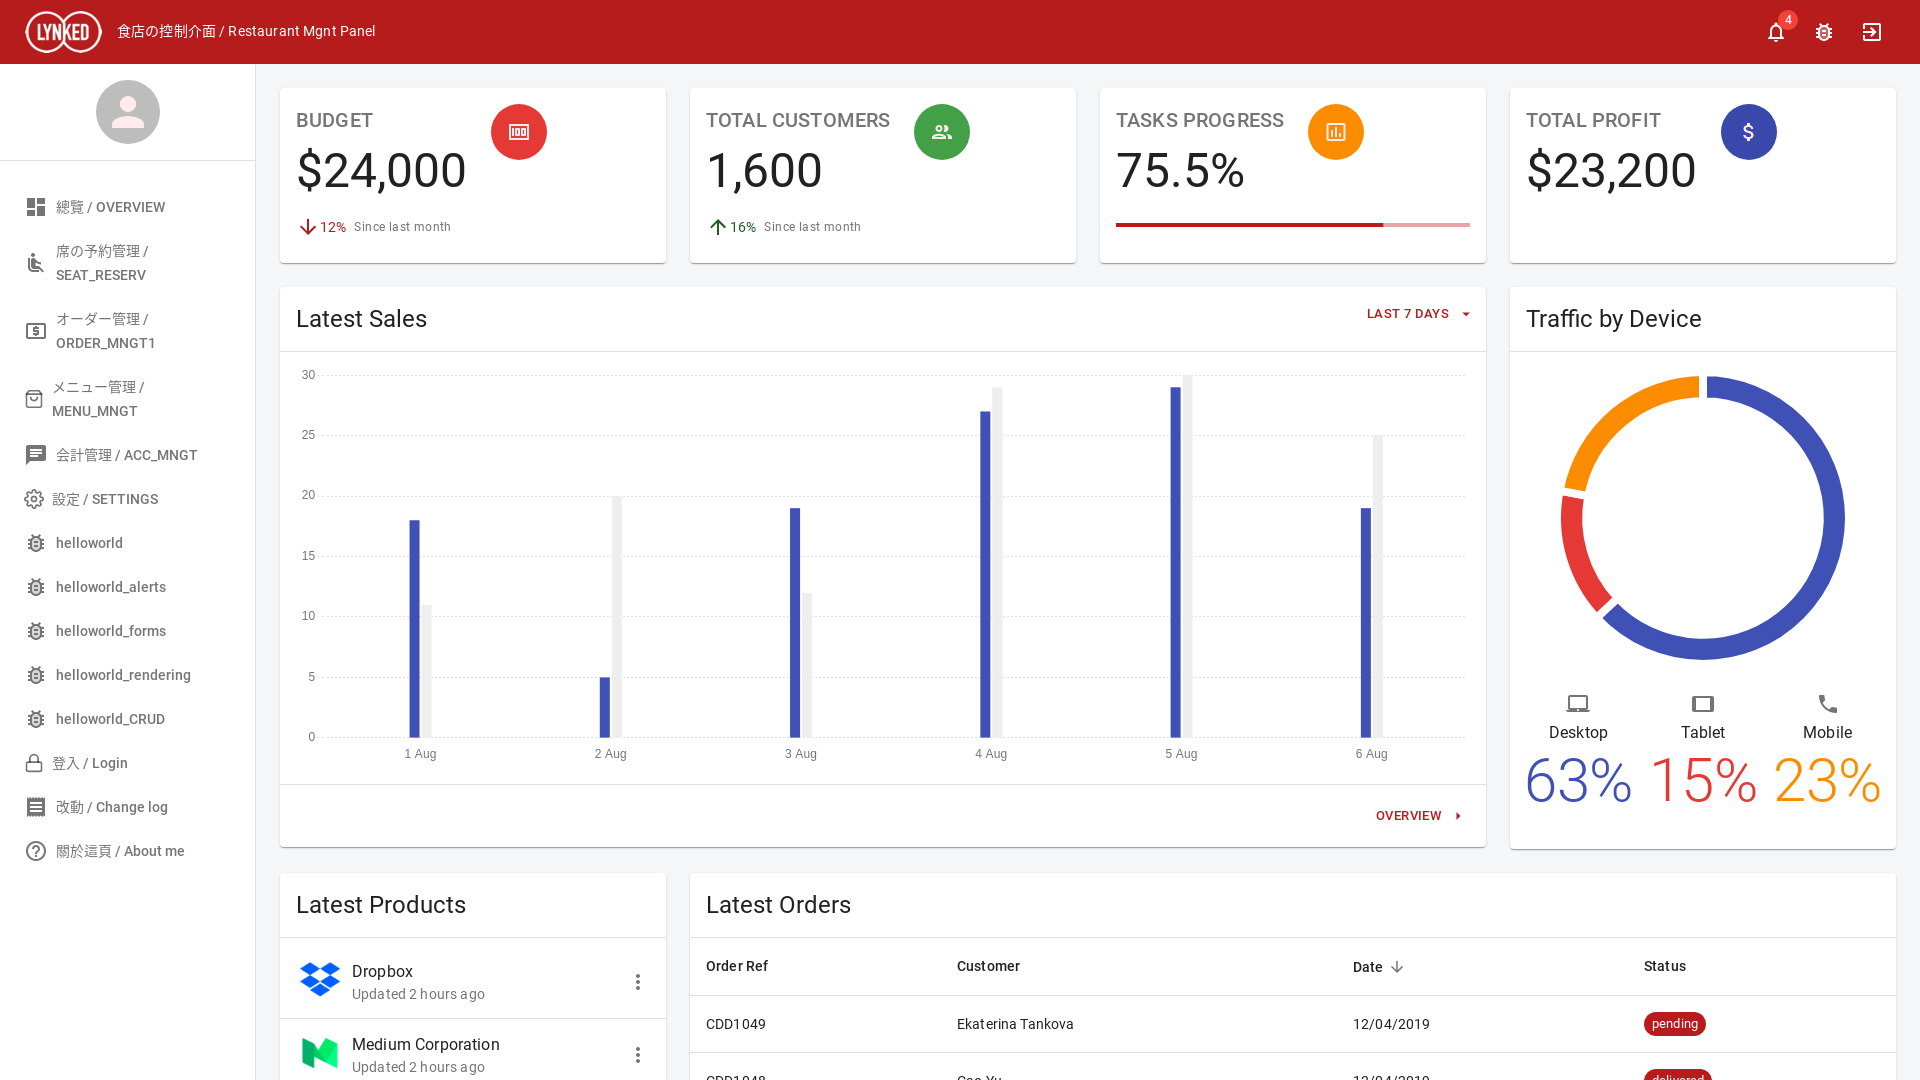 LYNKED
食店の控制介面 / Restaurant Mgnt Panel
4
總覽 / OVERVIEW
席の予約管理 /
SEAT_RESERV
オーダー管理 /
ORDER_MNGT1
メニュー管理 /
MENU_MNGT
会計管理 / ACC_MNGT
設定 / SETTINGS
helloworld
helloworld_alerts
helloworld_forms
helloworld_rendering
helloworld_CRUD
登入 / Login
改動 / Change log
關於這頁 / About me
BUDGET
$24,000
12% Since last month
TOTAL CUSTOMERS
1,600
16% Since last month
TASKS PROGRESS
75.5%
TOTAL PROFIT
$23,200
Latest Sales
LAST 7 DAYS
30
25
20
15
10
5
0
1 Aug 2 Aug 3 Aug 4 Aug 5 Aug 6 Aug
OVERVIEW
Traffic by Device
Desktop Tablet Mobile
63% 15% 23%
Latest Products
Dropbox
Updated 2 hours ago
Medium Corporation
Updated 2 hours ago
Latest Orders
Order Ref Customer Date Status
CDD1049 Ekaterina Tankova 12/04/2019 pending
CDD1048 Cao Yu 12/04/2019 delivered